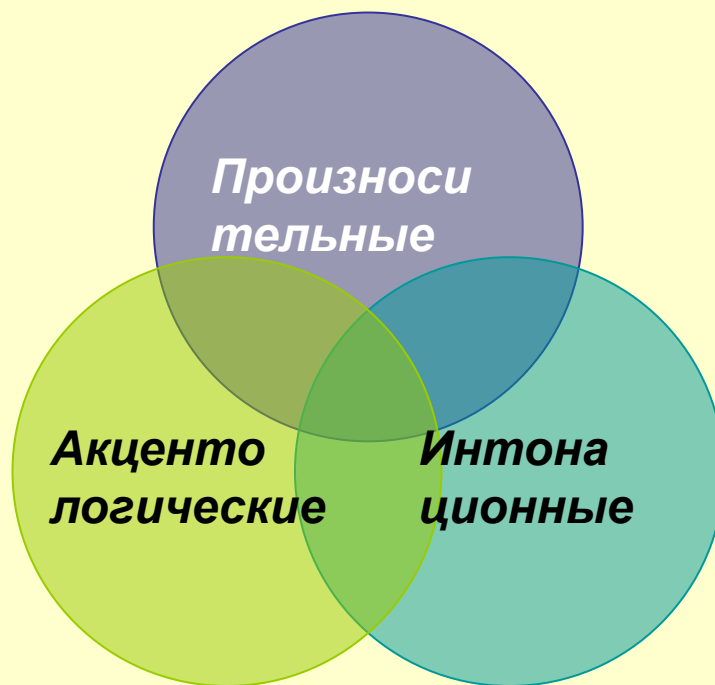 Произноси
тельные
Акценто
логические
Интона
ционные